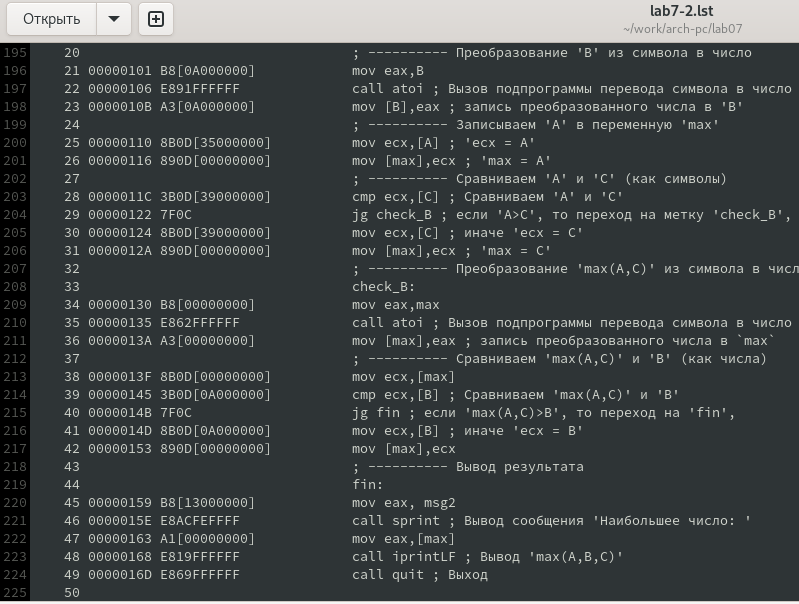 Открыть
lab7-2.lst
~/work/arch-pc/lab07
195 20 ; ---------- Преобразование 'B' из символа в число
196 21 00000101 B8[0A000000] mov eax,B
197 22 00000106 E891FFFFFF call atoi ; Вызов подпрограммы перевода символа в число
198 23 0000010B A3[0A000000] mov [B],eax ; запись преобразованного числа в 'B'
199 24 ; ---------- Записываем 'A' в переменную 'max'
200 25 00000110 8B0D[35000000] mov ecx,[A] ; 'ecx = A'
201 26 00000116 890D[00000000] mov [max],ecx ; 'max = A'
202 27 ; ---------- Сравниваем 'A' и 'C' (как символы)
203 28 0000011C 3B0D[39000000] cmp ecx,[C] ; Сравниваем 'A' и 'C'
204 29 00000122 7F0C jg check_B ; если 'A>C', то переход на метку 'check_B',
205 30 00000124 8B0D[39000000] mov ecx,[C] ; иначе 'ecx = C'
206 31 0000012A 890D[00000000] mov [max],ecx ; 'max = C'
207 32 ; ---------- Преобразование 'max(A,C)' из символа в числ
208 33 check_B:
209 34 00000130 B8[00000000] mov eax,max
210 35 00000135 E862FFFFFF call atoi ; Вызов подпрограммы перевода символа в число
211 36 0000013A A3[00000000] mov [max],eax ; запись преобразованного числа в `max`
212 37 ; ---------- Сравниваем 'max(A,C)' и 'B' (как числа)
213 38 0000013F 8B0D[00000000] mov ecx,[max]
214 39 00000145 3B0D[0A000000] cmp ecx,[B] ; Сравниваем 'max(A,C)' и 'B'
215 40 0000014B 7F0C jg fin ; если 'max(A,C)>B', то переход на 'fin',
216 41 0000014D 8B0D[0A000000] mov ecx,[B] ; иначе 'ecx = B'
217 42 00000153 890D[00000000] mov [max],ecx
218 43 ; ---------- Вывод результата
219 44 fin:
220 45 00000159 B8[13000000] mov eax, msg2
221 46 0000015E E8ACFEFFFF call sprint ; Вывод сообщения 'Наибольшее число: '
222 47 00000163 A1[00000000] mov eax,[max]
223 48 00000168 E819FFFFFF call iprintLF ; Вывод 'max(A,B,C)'
224 49 0000016D E869FFFFFF call quit ; Выход
225 50